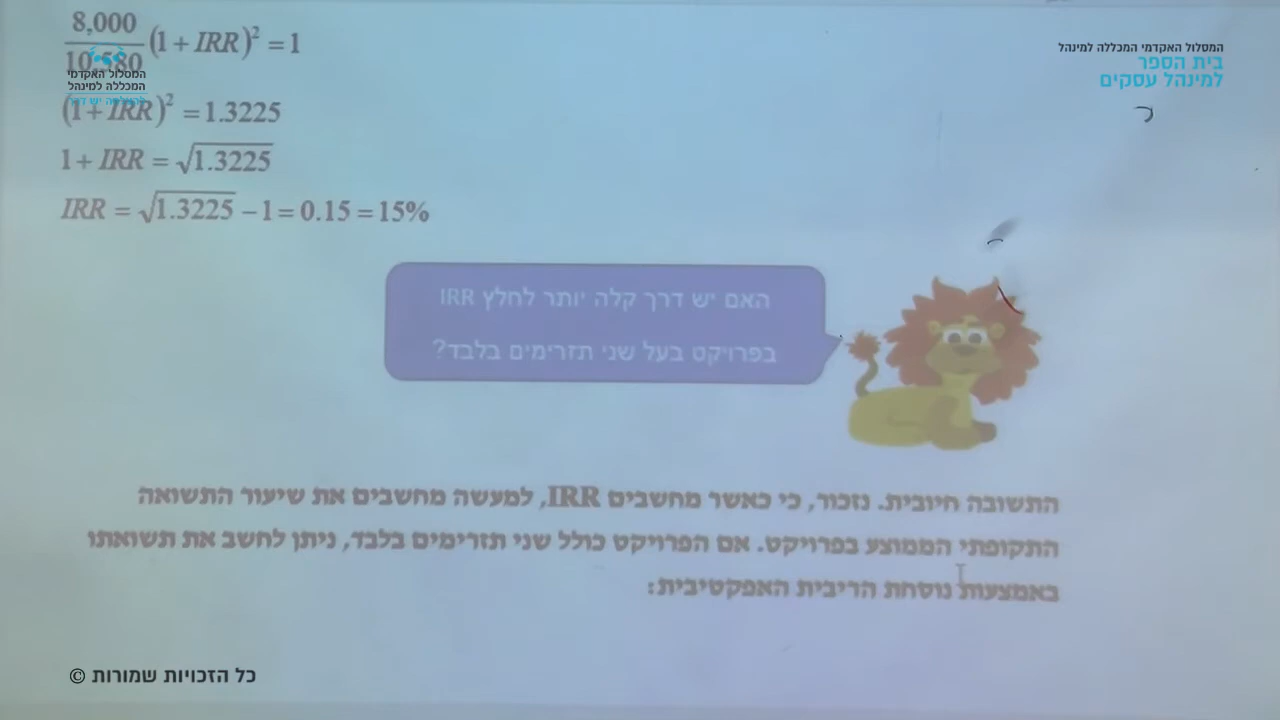 המסלול האקדמי המכללה למינהל
בית הספר
למינהל עסקים
8,000
10,580
(1 + IRR)² = 1
המסלול האקדמי
המכללה למינהל
(1 + IRR)² = 1.3225
1 + IRR = √1.3225
IRR = √1.3225 − 1 = 0.15 = 15%
האם יש דרך קלה יותר לחלץ IRR
בפרויקט בעל שני תזרימים בלבד?
התשובה חיובית. נזכור, כי כאשר מחשבים IRR, למעשה מחשבים את שיעור התשואה
התקופתי הממוצע בפרויקט. אם הפרויקט כולל שני תזרימים בלבד, ניתן לחשב את תשואתו
באמצעות נוסחת הריבית האפקטיבית:
כל הזכויות שמורות ©